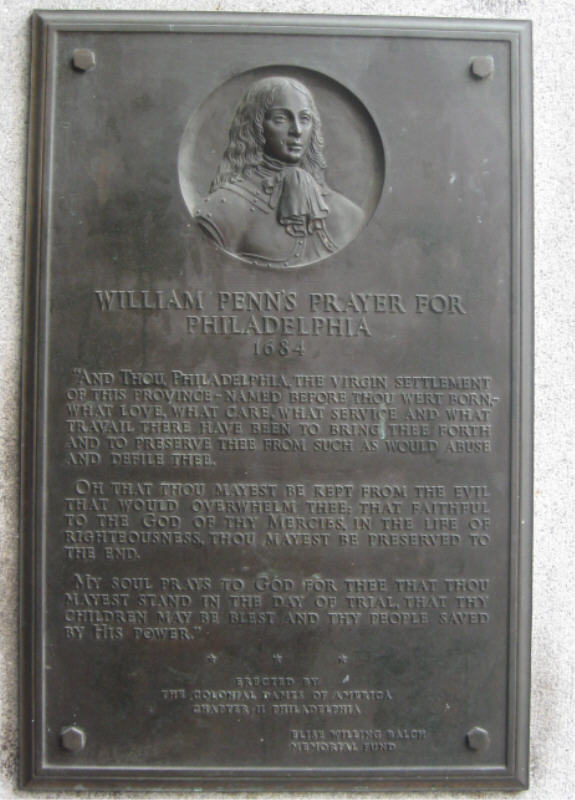 WILLIAM PENN'S PRAYER FOR
PHILADELPHIA
1684
"AND THOU, PHILADELPHIA, THE VIRGIN SETTLEMENT
OF THIS PROVINCE - NAMED BEFORE THOU WERT BORN,-
WHAT LOVE, WHAT CARE, WHAT SERVICE AND WHAT
TRAVAIL THERE HAVE BEEN TO BRING THEE FORTH
AND TO PRESERVE THEE FROM SUCH AS WOULD ABUSE
AND DEFILE THEE.
OH THAT THOU MAYEST BE KEPT FROM THE EVIL
THAT WOULD OVERWHELM THEE; THAT FAITHFUL
TO THE GOD OF THY MERCIES, IN THE LIFE OF
RIGHTEOUSNESS, THOU MAYEST BE PRESERVED TO
THE END.
MY SOUL PRAYS TO GOD FOR THEE THAT THOU
MAYEST STAND IN THE DAY OF TRIAL, THAT THY
CHILDREN MAY BE BLEST AND THY PEOPLE SAVED
BY HIS POWER."
ERECTED BY
THE COLONIAL DAMES OF AMERICA
CHAPTER II PHILADELPHIA
ELISE WILLING BALCH
MEMORIAL FUND